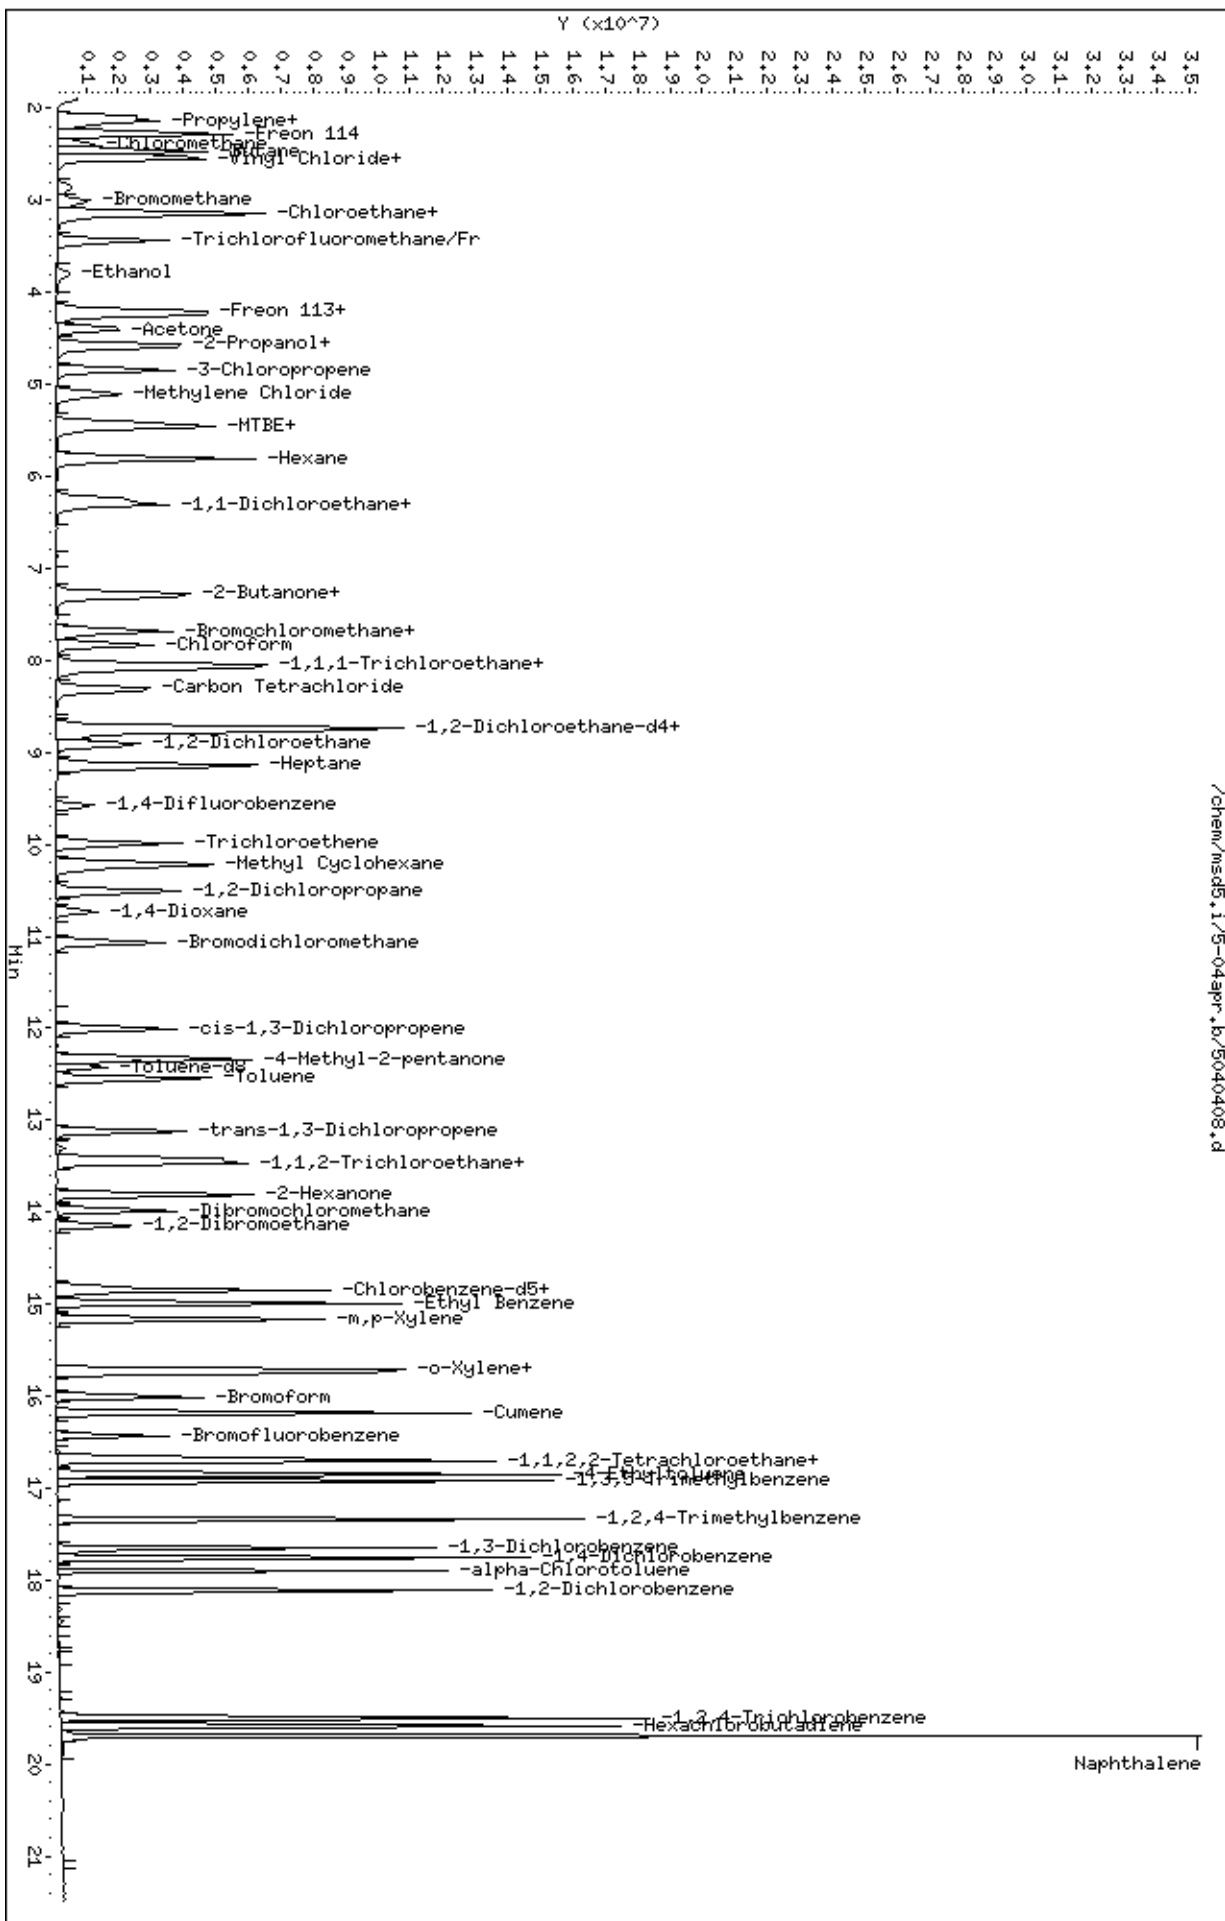 Y (x10^7)
0.1 0.2 0.3 0.4 0.5 0.6 0.7 0.8 0.9 1.0 1.1 1.2 1.3 1.4 1.5 1.6 1.7 1.8 1.9 2.0 2.1 2.2 2.3 2.4 2.5 2.6 2.7 2.8 2.9 3.0 3.1 3.2 3.3 3.4 3.5
/chem/msd5.i/5-04apr.b/5040408.d
2
-Propylene+
-Freon 114
-Chloromethane
-Butane
-Vinyl Chloride+
3
-Bromomethane
-Chloroethane+
-Trichlorofluoromethane/Fr
-Ethanol
4
-Freon 113+
-Acetone
-2-Propanol+
-3-Chloropropene
5
-Methylene Chloride
-MTBE+
-Hexane
6
-1,1-Dichloroethane+
7
-2-Butanone+
-Bromochloromethane+
-Chloroform
8
-1,1,1-Trichloroethane+
-Carbon Tetrachloride
-1,2-Dichloroethane-d4+
-1,2-Dichloroethane
9
-Heptane
-1,4-Difluorobenzene
10
-Trichloroethene
-Methyl Cyclohexane
-1,2-Dichloropropane
-1,4-Dioxane
11
-Bromodichloromethane
Min
12
-cis-1,3-Dichloropropene
-4-Methyl-2-pentanone
-Toluene-d8
-Toluene
13
-trans-1,3-Dichloropropene
-1,1,2-Trichloroethane+
-2-Hexanone
14
-Dibromochloromethane
-1,2-Dibromoethane
-Chlorobenzene-d5+
15
-Ethyl Benzene
-m,p-Xylene
-o-Xylene+
16
-Bromoform
-Cumene
-Bromofluorobenzene
-1,1,2,2-Tetrachloroethane+
-4-Ethyltoluene
-1,3,5-Trimethylbenzene
17
-1,2,4-Trimethylbenzene
-1,3-Dichlorobenzene
-1,4-Dichlorobenzene
-alpha-Chlorotoluene
18
-1,2-Dichlorobenzene
19
-1,2,4-Trichlorobenzene
-Hexachlorobutadiene
20
Naphthalene
21